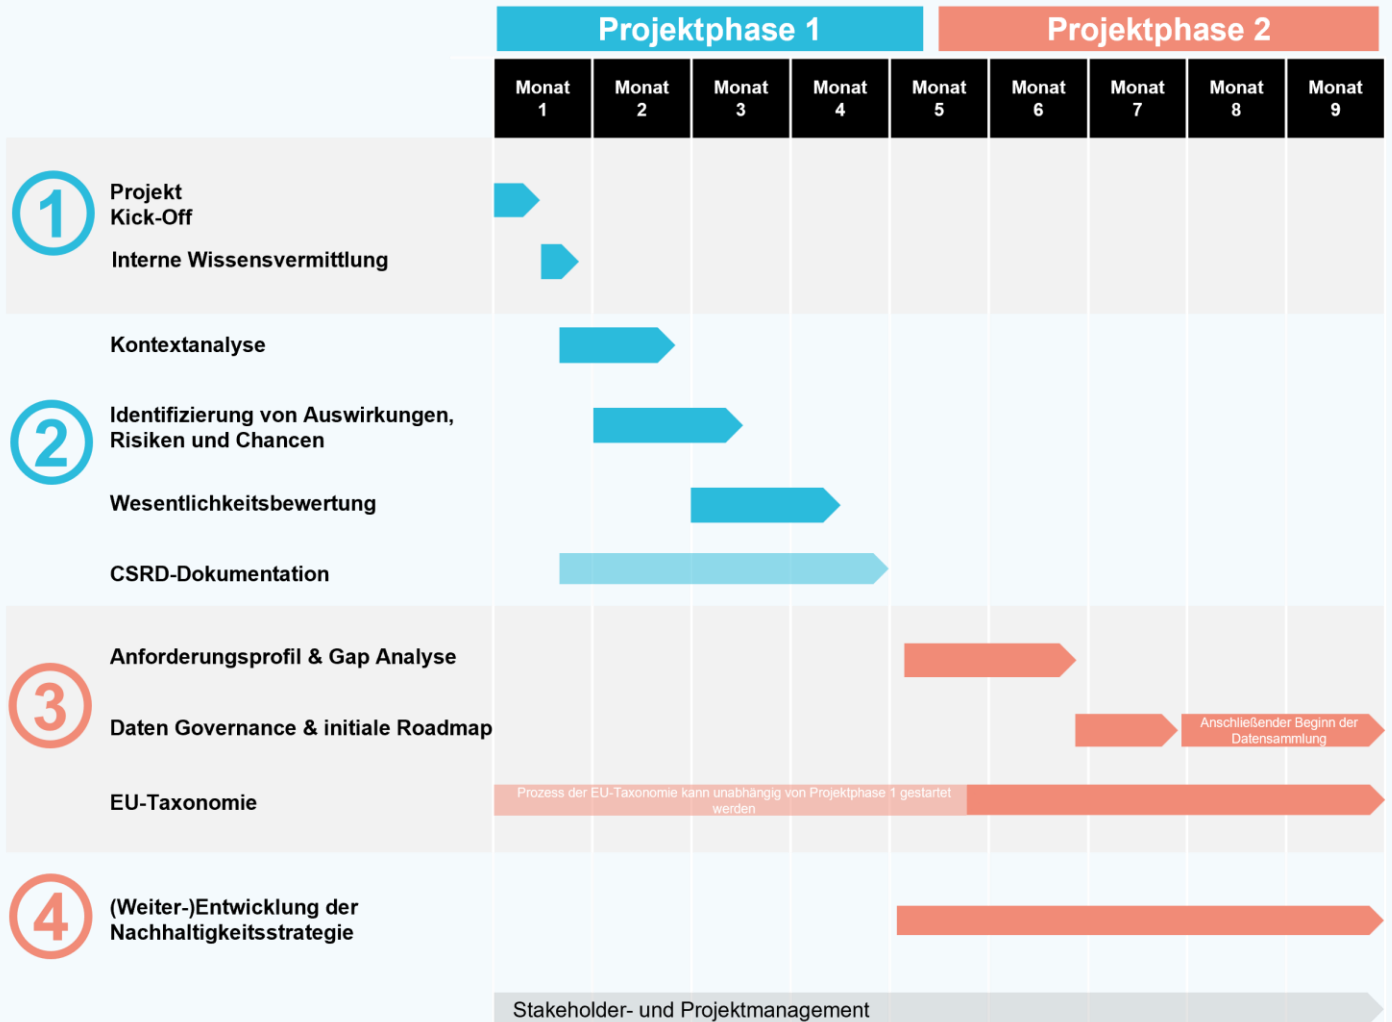 Projektphase 1
Projektphase 2
Monat
1
Monat
2
Monat
3
Monat
4
Monat
5
Monat
6
Monat
7
Monat
8
Monat
9
1
Projekt
Kick-Off
Interne Wissensvermittlung
2
Kontextanalyse
Identifizierung von Auswirkungen,
Risiken und Chancen
Wesentlichkeitsbewertung
CSRD-Dokumentation
3
Anforderungsprofil & Gap Analyse
Daten Governance & initiale Roadmap
Anschließender Beginn der
Datensammlung
EU-Taxonomie
Prozess der EU-Taxonomie kann unabhängig von Projektphase 1 gestartet
werden
4
(Weiter-)Entwicklung der
Nachhaltigkeitsstrategie
Stakeholder- und Projektmanagement